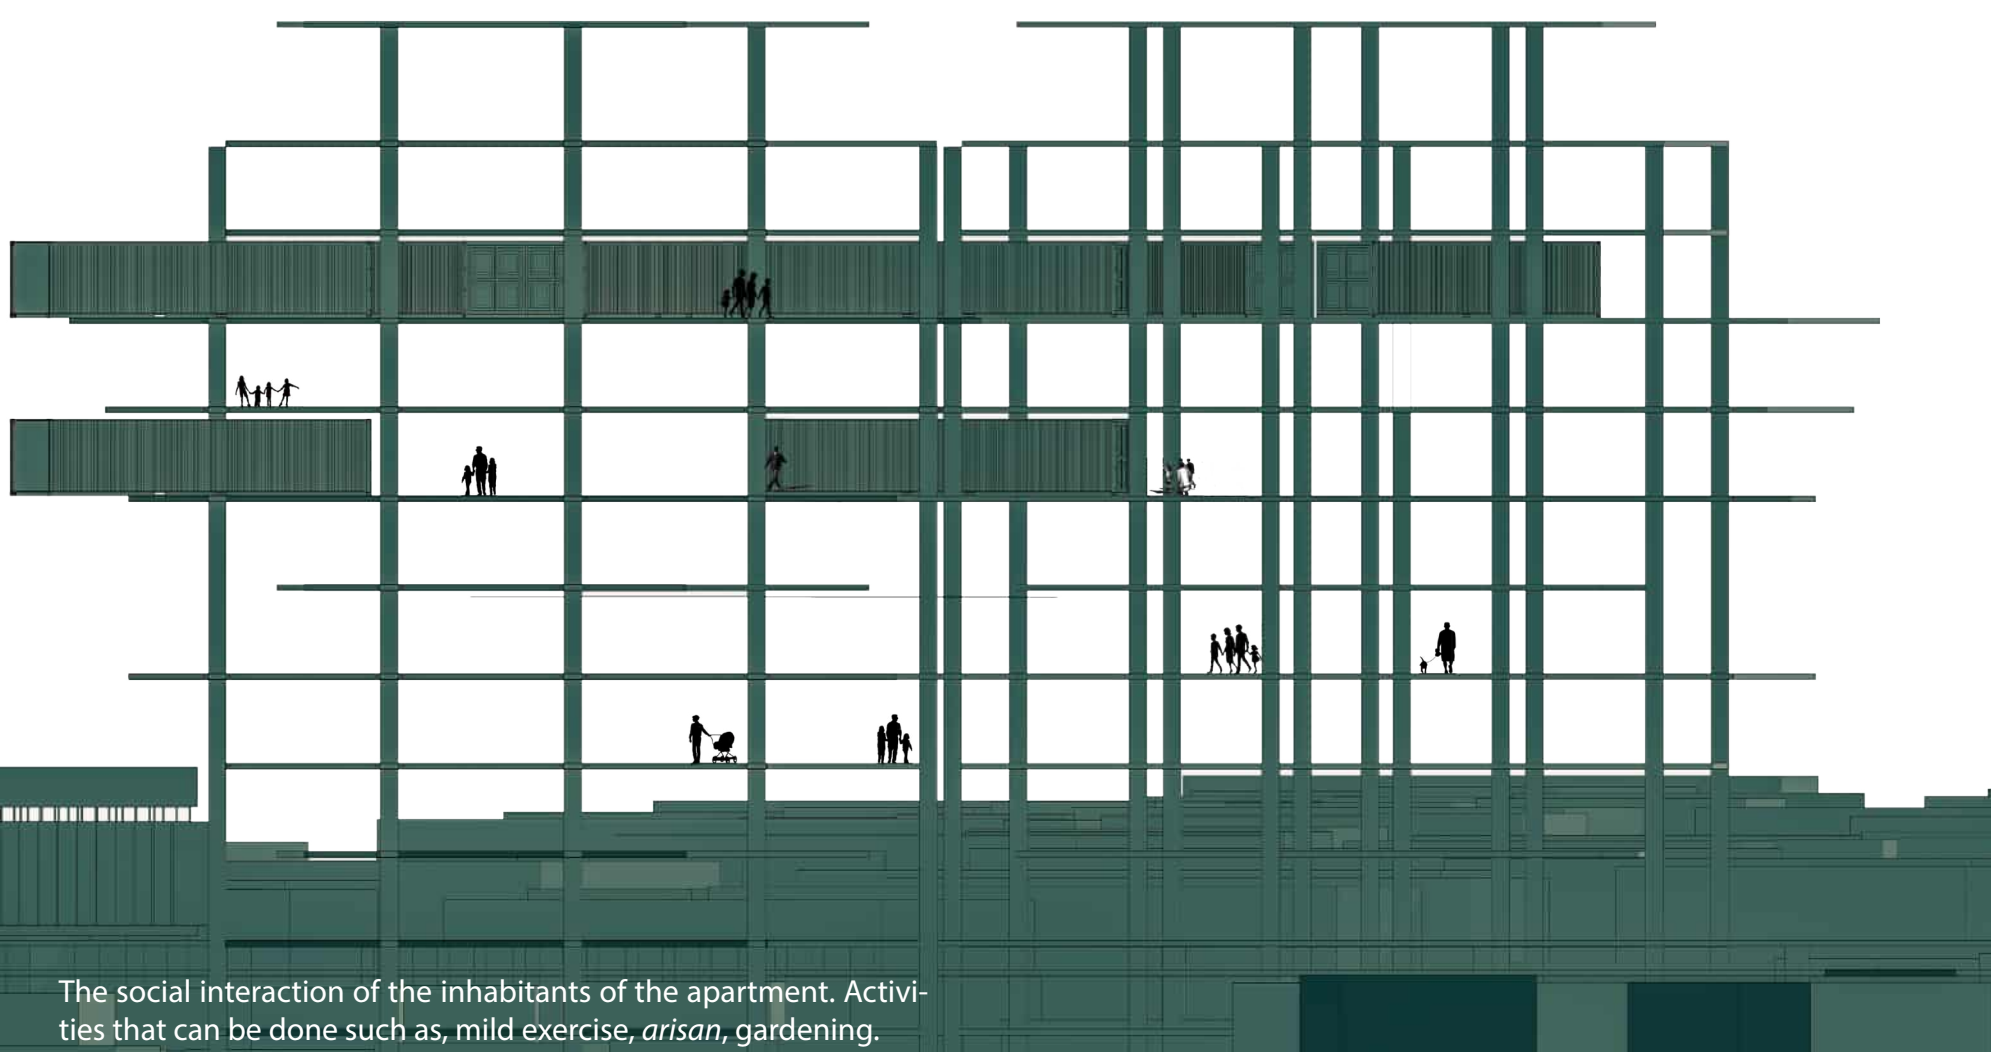 The social interaction of the inhabitants of the apartment. Activi-
ties that can be done such as, mild exercise, arisan, gardening.